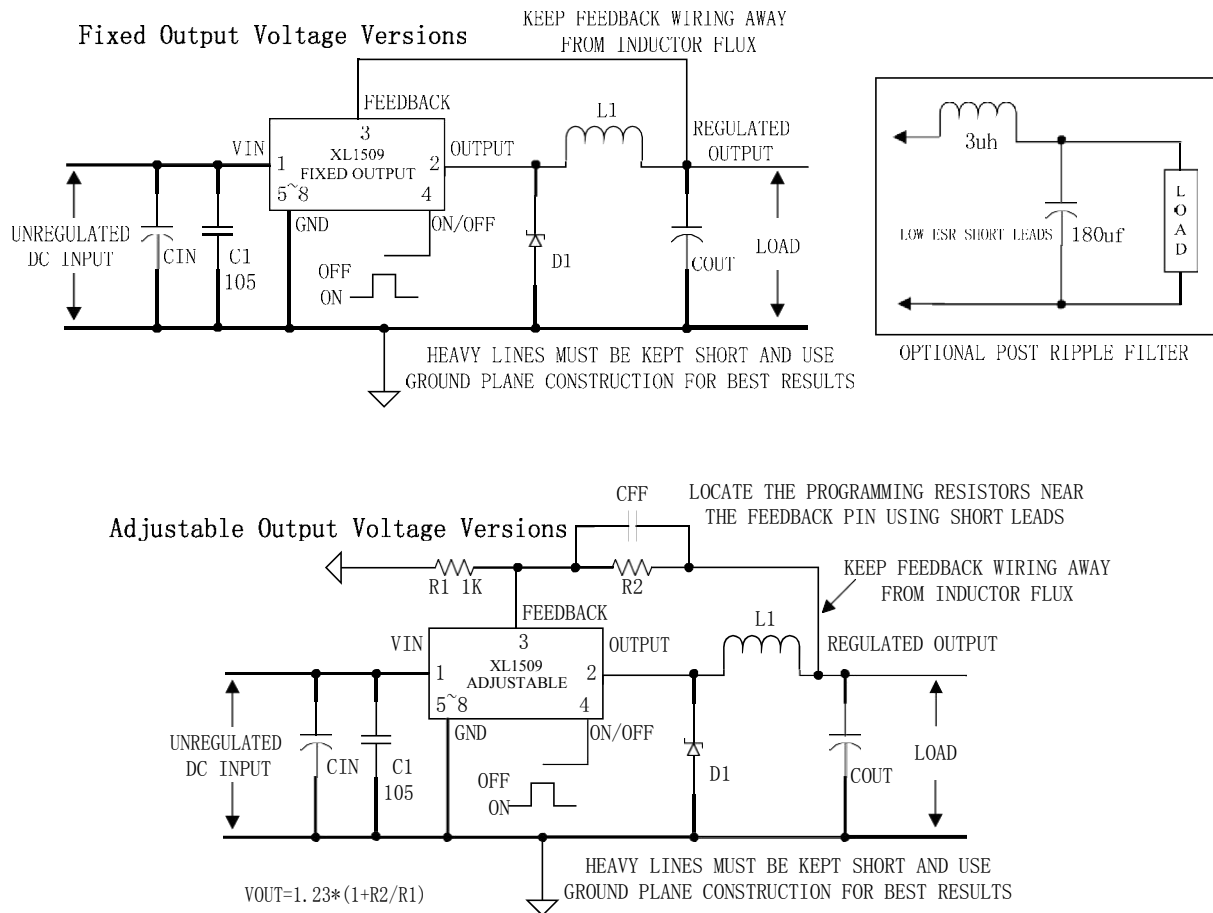 Fixed Output Voltage Versions
KEEP FEEDBACK WIRING AWAY
FROM INDUCTOR FLUX
FEEDBACK
3
XL1509
FIXED OUTPUT
VIN
1
OUTPUT
2
5~8
4
GND
ON/OFF
L1
REGULATED
OUTPUT
UNREGULATED
DC INPUT
CIN
C1
105
OFF
ON
D1
COUT
LOAD
HEAVY LINES MUST BE KEPT SHORT AND USE
GROUND PLANE CONSTRUCTION FOR BEST RESULTS
3uh
LOW ESR SHORT LEADS
180uf
LOAD
OPTIONAL POST RIPPLE FILTER
Adjustable Output Voltage Versions
CFF
LOCATE THE PROGRAMMING RESISTORS NEAR
THE FEEDBACK PIN USING SHORT LEADS
R1 1K
R2
KEEP FEEDBACK WIRING AWAY
FROM INDUCTOR FLUX
FEEDBACK
3
XL1509
ADJUSTABLE
VIN
1
OUTPUT
2
5~8
4
GND
ON/OFF
L1
REGULATED OUTPUT
UNREGULATED
DC INPUT
CIN
C1
105
OFF
ON
D1
COUT
LOAD
HEAVY LINES MUST BE KEPT SHORT AND USE
GROUND PLANE CONSTRUCTION FOR BEST RESULTS
VOUT=1.23*(1+R2/R1)